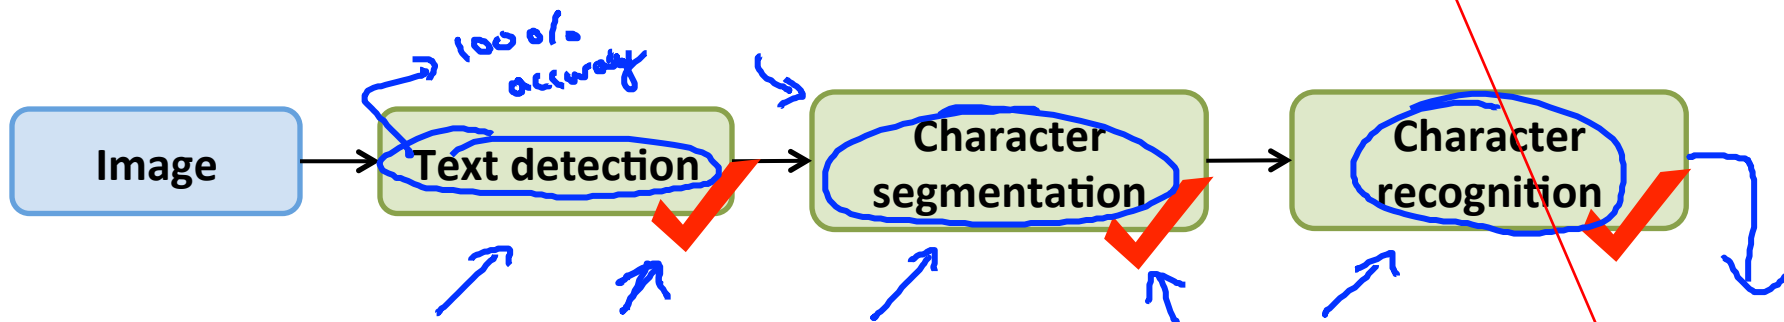 100%
accuracy
Image
Text detection
Character
segmentation
Character
recognition